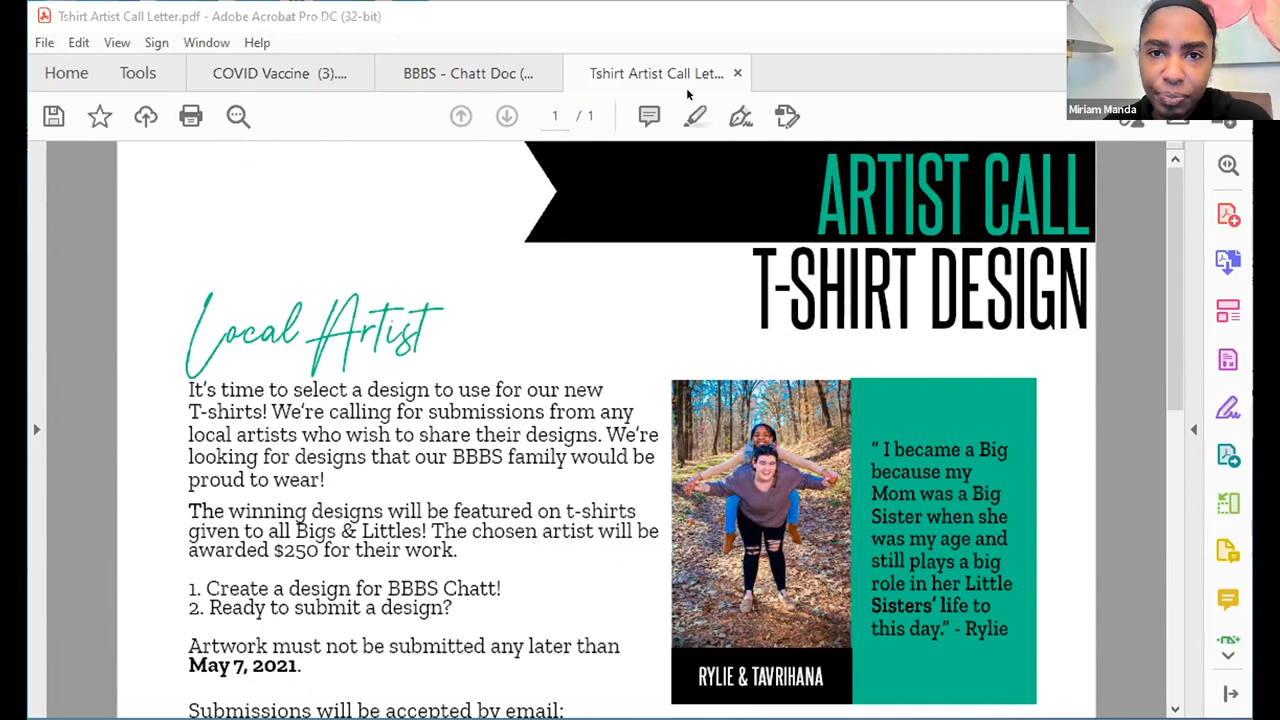 Tshirt Artist Call Letter.pdf - Adobe Acrobat Pro DC (32-bit)
File Edit View Sign Window Help
Home Tools COVID Vaccine (3).... BBBS - Chatt Doc (... Tshirt Artist Call Let... ×
1 / 1
Miriam Manda
ARTIST CALL
T-SHIRT DESIGN
Local Artist
It's time to select a design to use for our new
T-shirts! We're calling for submissions from any
local artists who wish to share their designs. We're
looking for designs that our BBBS family would be
proud to wear!
The winning designs will be featured on t-shirts
given to all Bigs & Littles! The chosen artist will be
awarded $250 for their work.
1. Create a design for BBBS Chatt!
2. Ready to submit a design?
Artwork must not be submitted any later than
May 7, 2021.
Submissions will be accepted by email:
" I became a Big
because my
Mom was a Big
Sister when she
was my age and
still plays a big
role in her Little
Sisters' life to
this day." - Rylie
RYLIE & TAVRIHANA